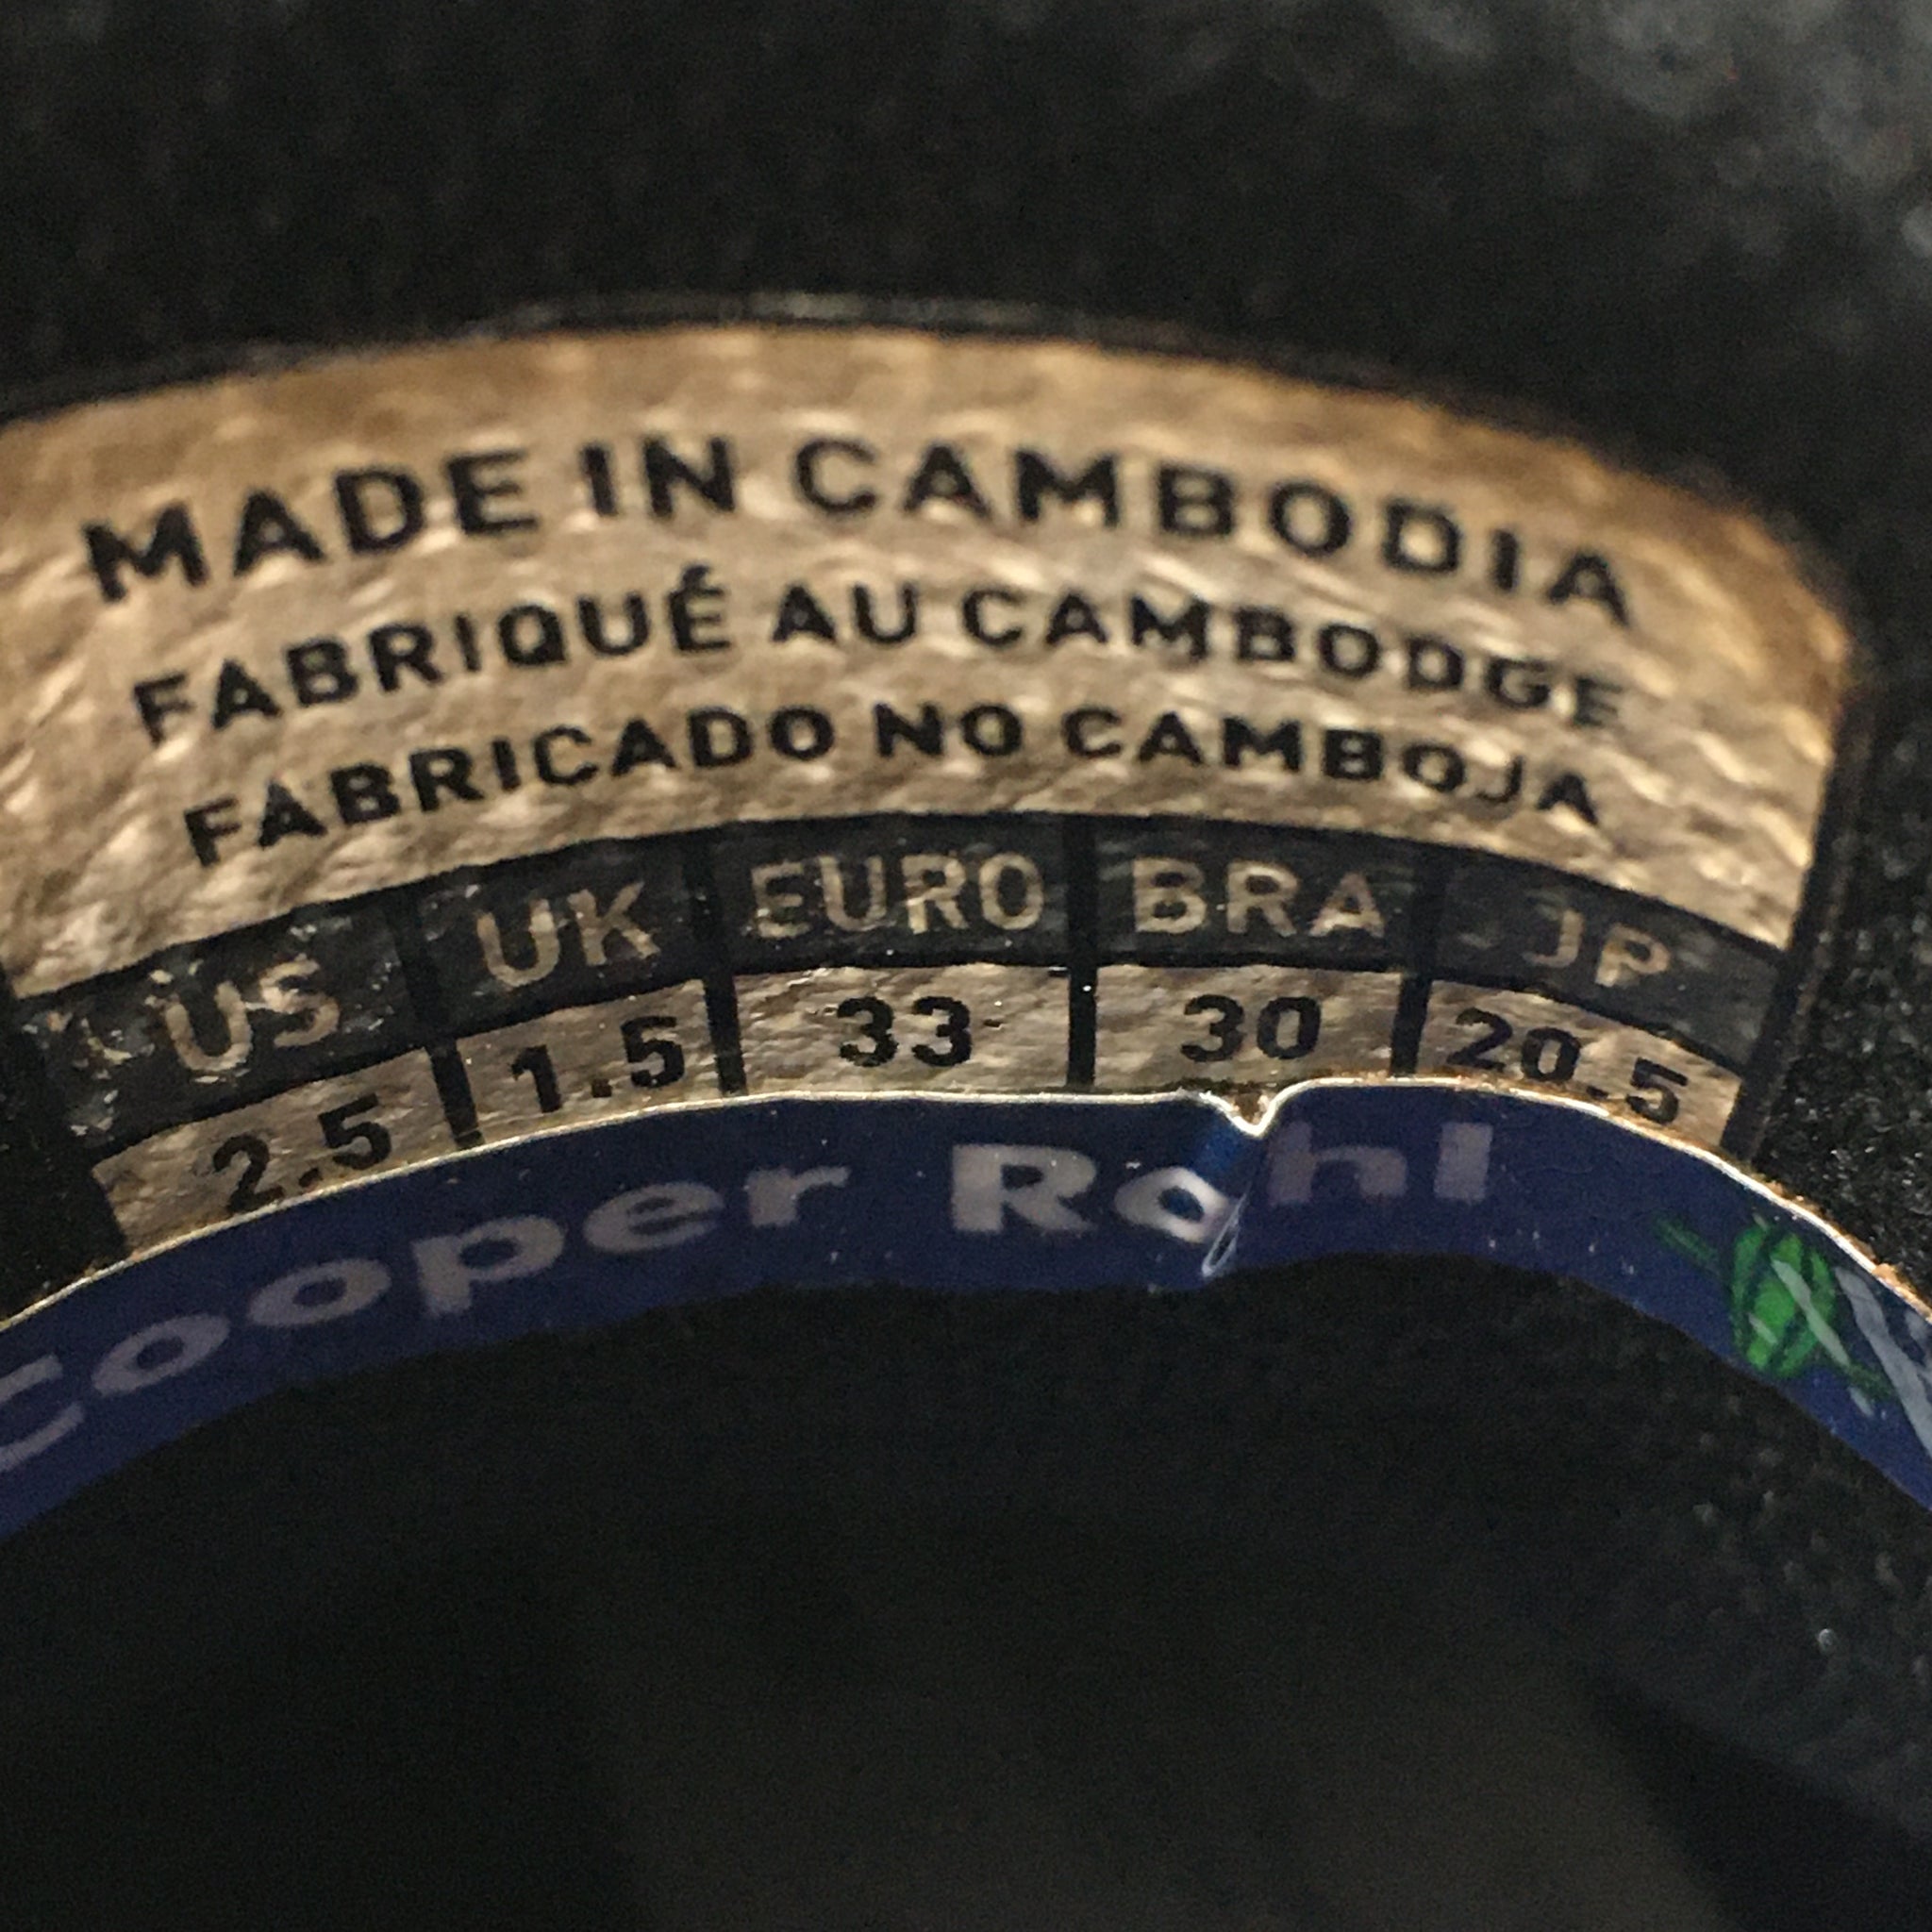 MADE IN CAMBODIA
FABRIQUÉ AU CAMBODGE
FABRICADO NO CAMBOJA
US UK EURO BRA JP
2.5 1.5 33 30 20.5
Cooper Rohl